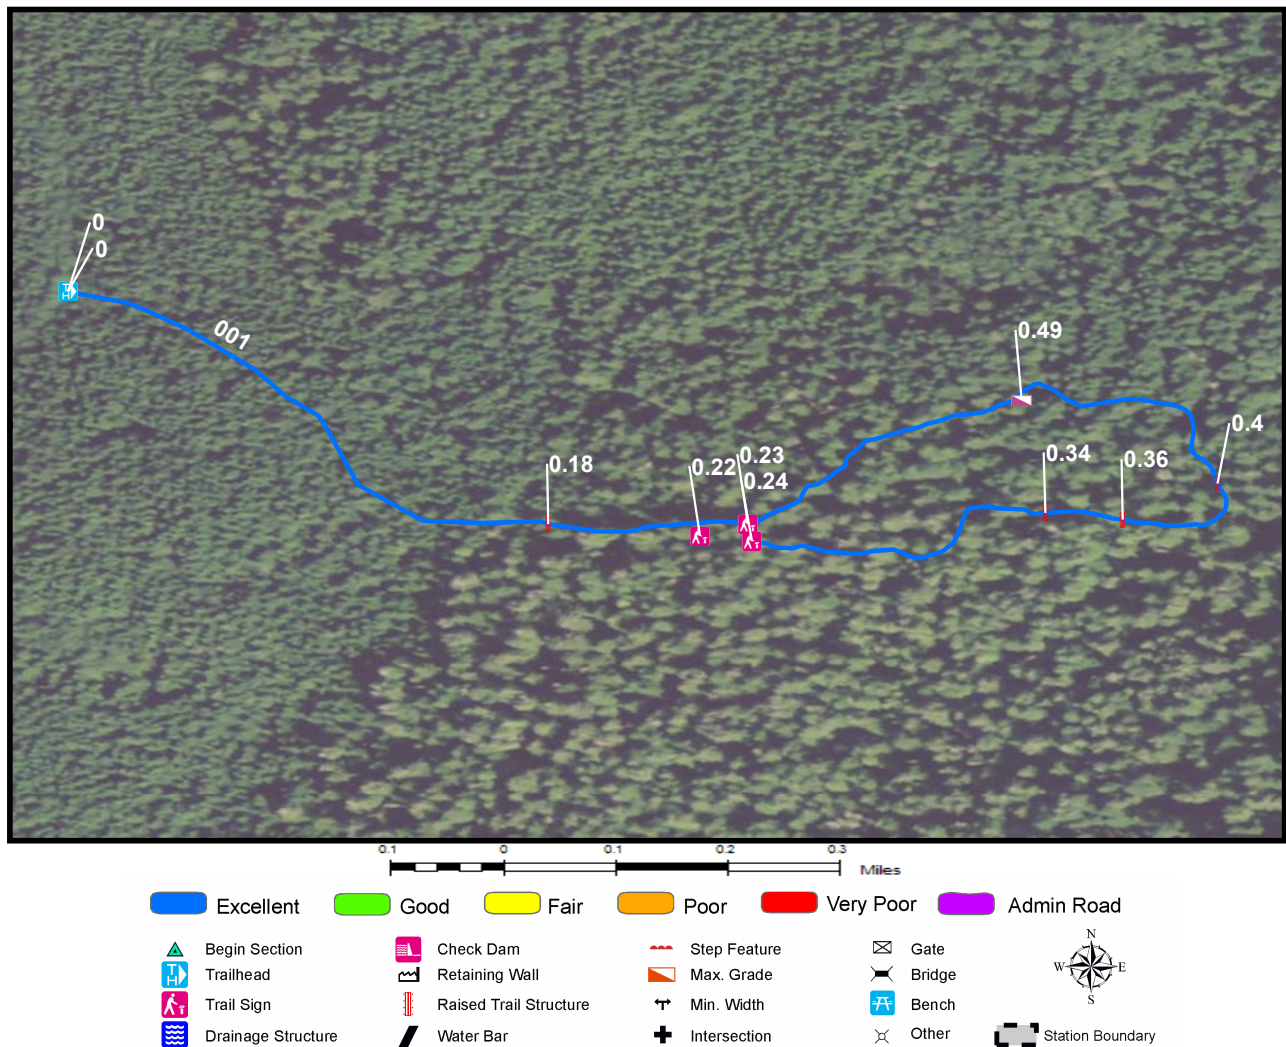 0
0
001
0.49
0.4
0.18
0.22
0.23
0.24
0.34
0.36
0.1 0 0.1 0.2 0.3
Miles
Excellent Good Fair Poor Very Poor Admin Road
Begin Section Check Dam Step Feature Gate
TH Trailhead Retaining Wall Max. Grade Bridge
Trail Sign Raised Trail Structure Min. Width Bench
Drainage Structure Water Bar Intersection Other Station Boundary
N
W E
S